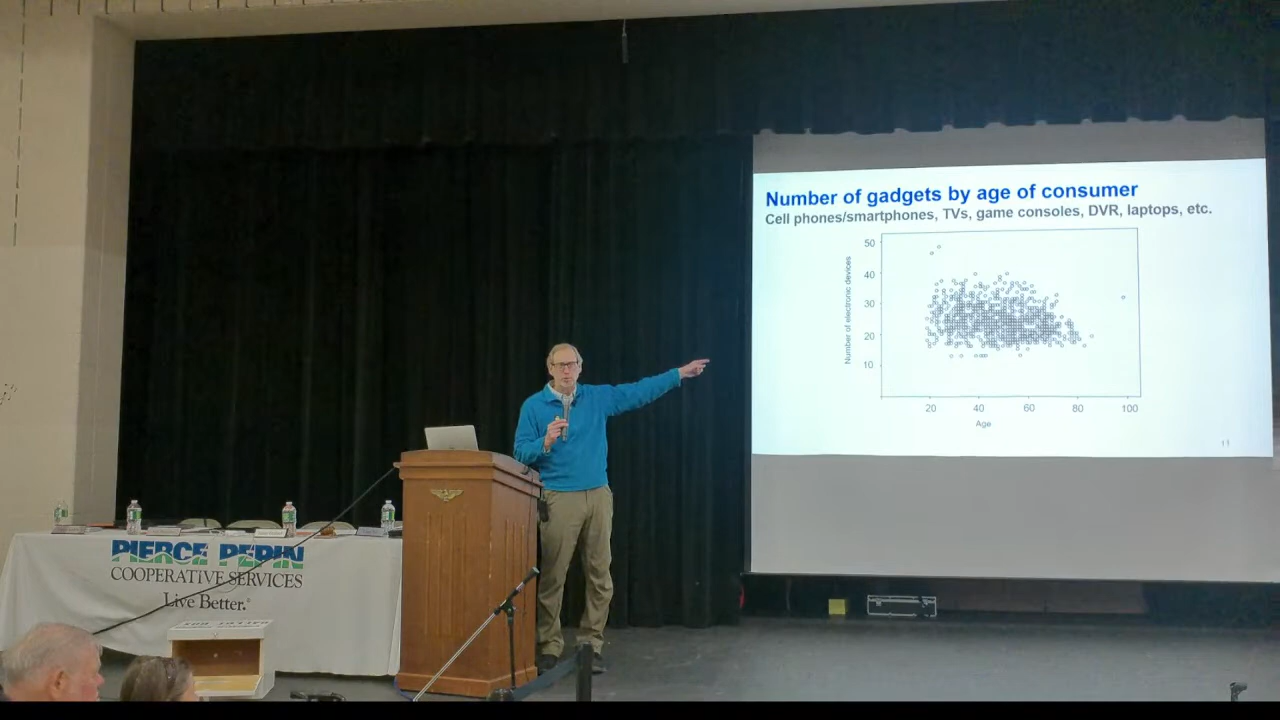 Number of gadgets by age of consumer
Cell phones/smartphones, TVs, game consoles, DVR, laptops, etc.
50
40
30
20
10
Number of electronic devices
20 40 60 80 100
Age
11
PIERCE PEPIN
COOPERATIVE SERVICES
Live Better.®